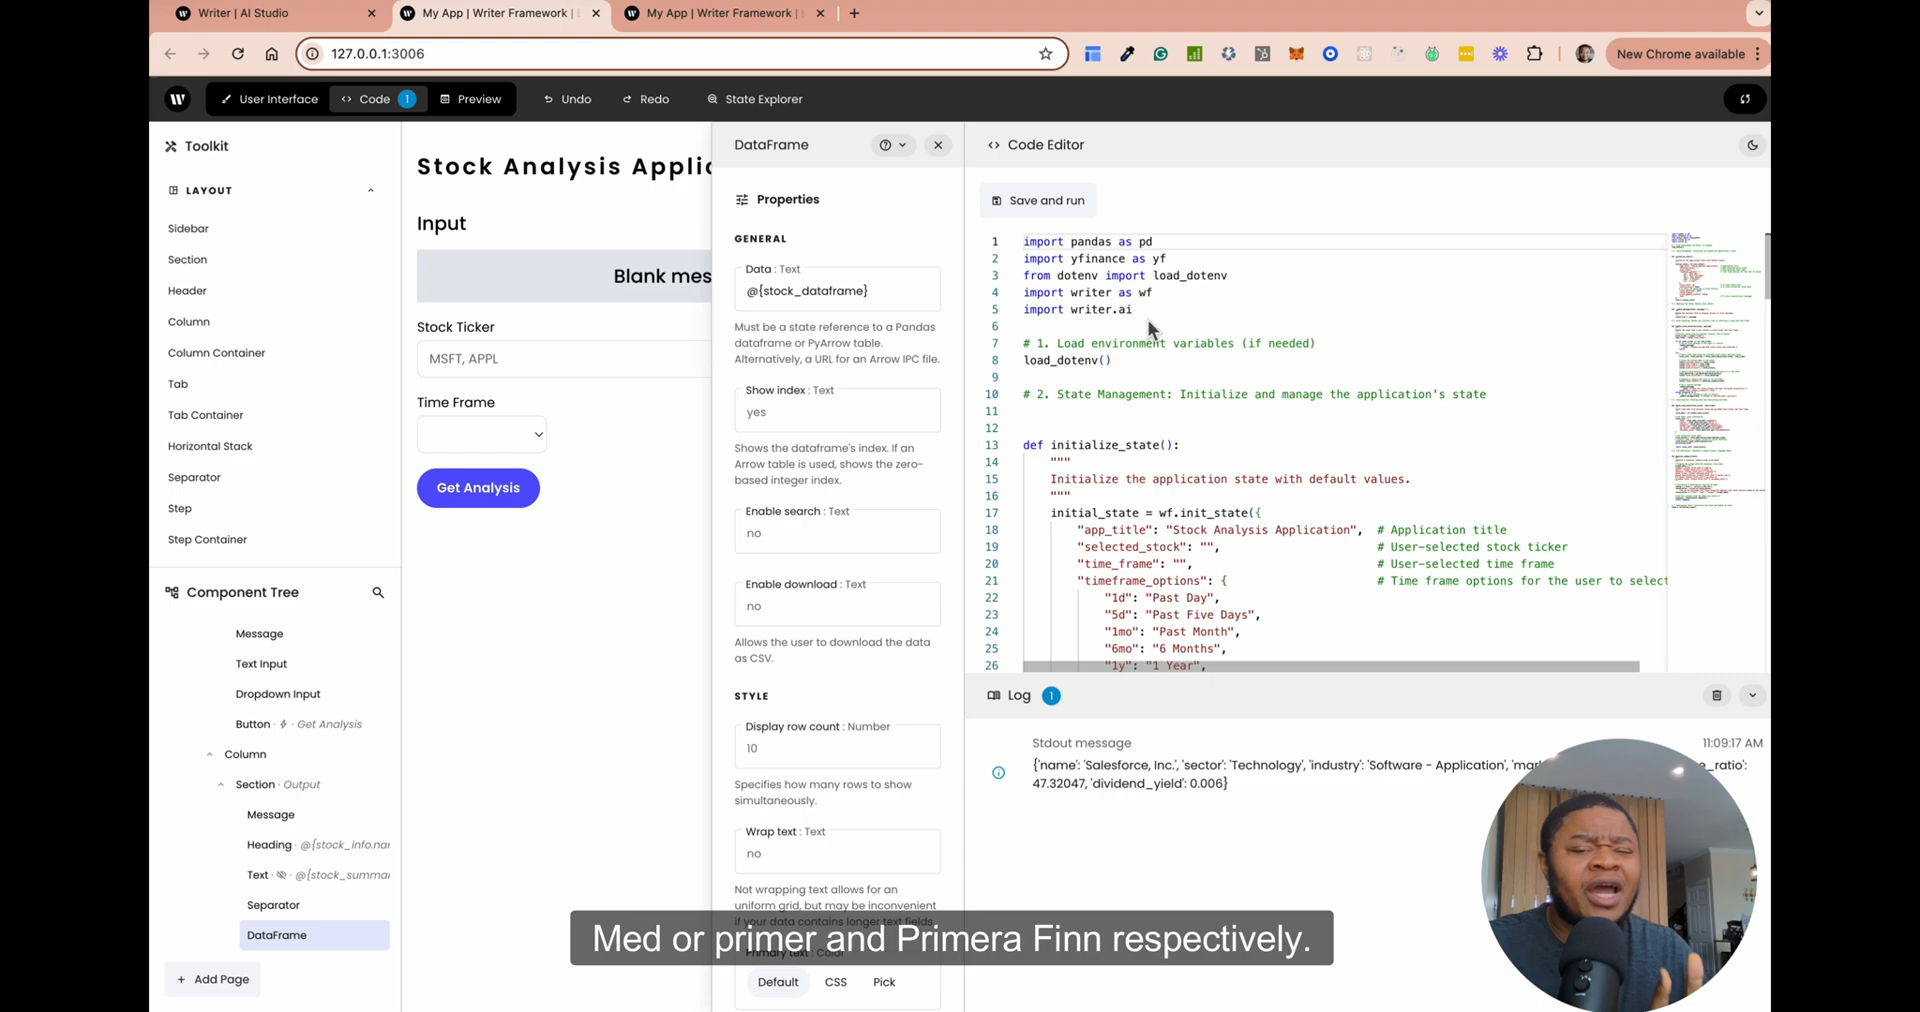 Writer | AI Studio
My App | Writer Framework |
My App | Writer Framework |
127.0.0.1:3006
New Chrome available
User Interface
Code 1
Preview
Undo
Redo
State Explorer
Toolkit
LAYOUT
Sidebar
Section
Header
Column
Column Container
Tab
Tab Container
Horizontal Stack
Separator
Step
Step Container
Component Tree
Message
Text Input
Dropdown Input
Button · Get Analysis
Column
Section · Output
Message
Heading · @{stock_info.nar
Text · @{stock_summar
Separator
DataFrame
+ Add Page
Stock Analysis Applic
Input
Blank mes
Stock Ticker
MSFT, APPL
Time Frame
Get Analysis
DataFrame
Properties
GENERAL
Data : Text
@{stock_dataframe}
Must be a state reference to a Pandas
dataframe or PyArrow table.
Alternatively, a URL for an Arrow IPC file.
Show index : Text
yes
Shows the dataframe's index. If an
Arrow table is used, shows the zero-
based integer index.
Enable search : Text
no
Enable download : Text
no
Allows the user to download the data
as CSV.
STYLE
Display row count : Number
10
Specifies how many rows to show
simultaneously.
Wrap text : Text
no
Not wrapping text allows for an
uniform grid, but may be inconvenient
if your data contains longer text fields.
Primary text : Color
Default
CSS
Pick
Code Editor
Save and run
1 import pandas as pd
2 import yfinance as yf
3 from dotenv import load_dotenv
4 import writer as wf
5 import writer.ai
6
7 # 1. Load environment variables (if needed)
8 load_dotenv()
9
10 # 2. State Management: Initialize and manage the application's state
11
12
13 def initialize_state():
14 """
15 Initialize the application state with default values.
16 """
17 initial_state = wf.init_state({
18 "app_title": "Stock Analysis Application", # Application title
19 "selected_stock": "", # User-selected stock ticker
20 "time_frame": "", # User-selected time frame
21 "timeframe_options": { # Time frame options for the user to select
22 "1d": "Past Day",
23 "5d": "Past Five Days",
24 "1mo": "Past Month",
25 "6mo": "6 Months",
26 "1y": "1 Year",
Log 1
Stdout message
11:09:17 AM
{'name': 'Salesforce, Inc.', 'sector': 'Technology', 'industry': 'Software - Application', 'mar e_ratio':
47.32047, 'dividend_yield': 0.006}
Med or primer and Primera Finn respectively.